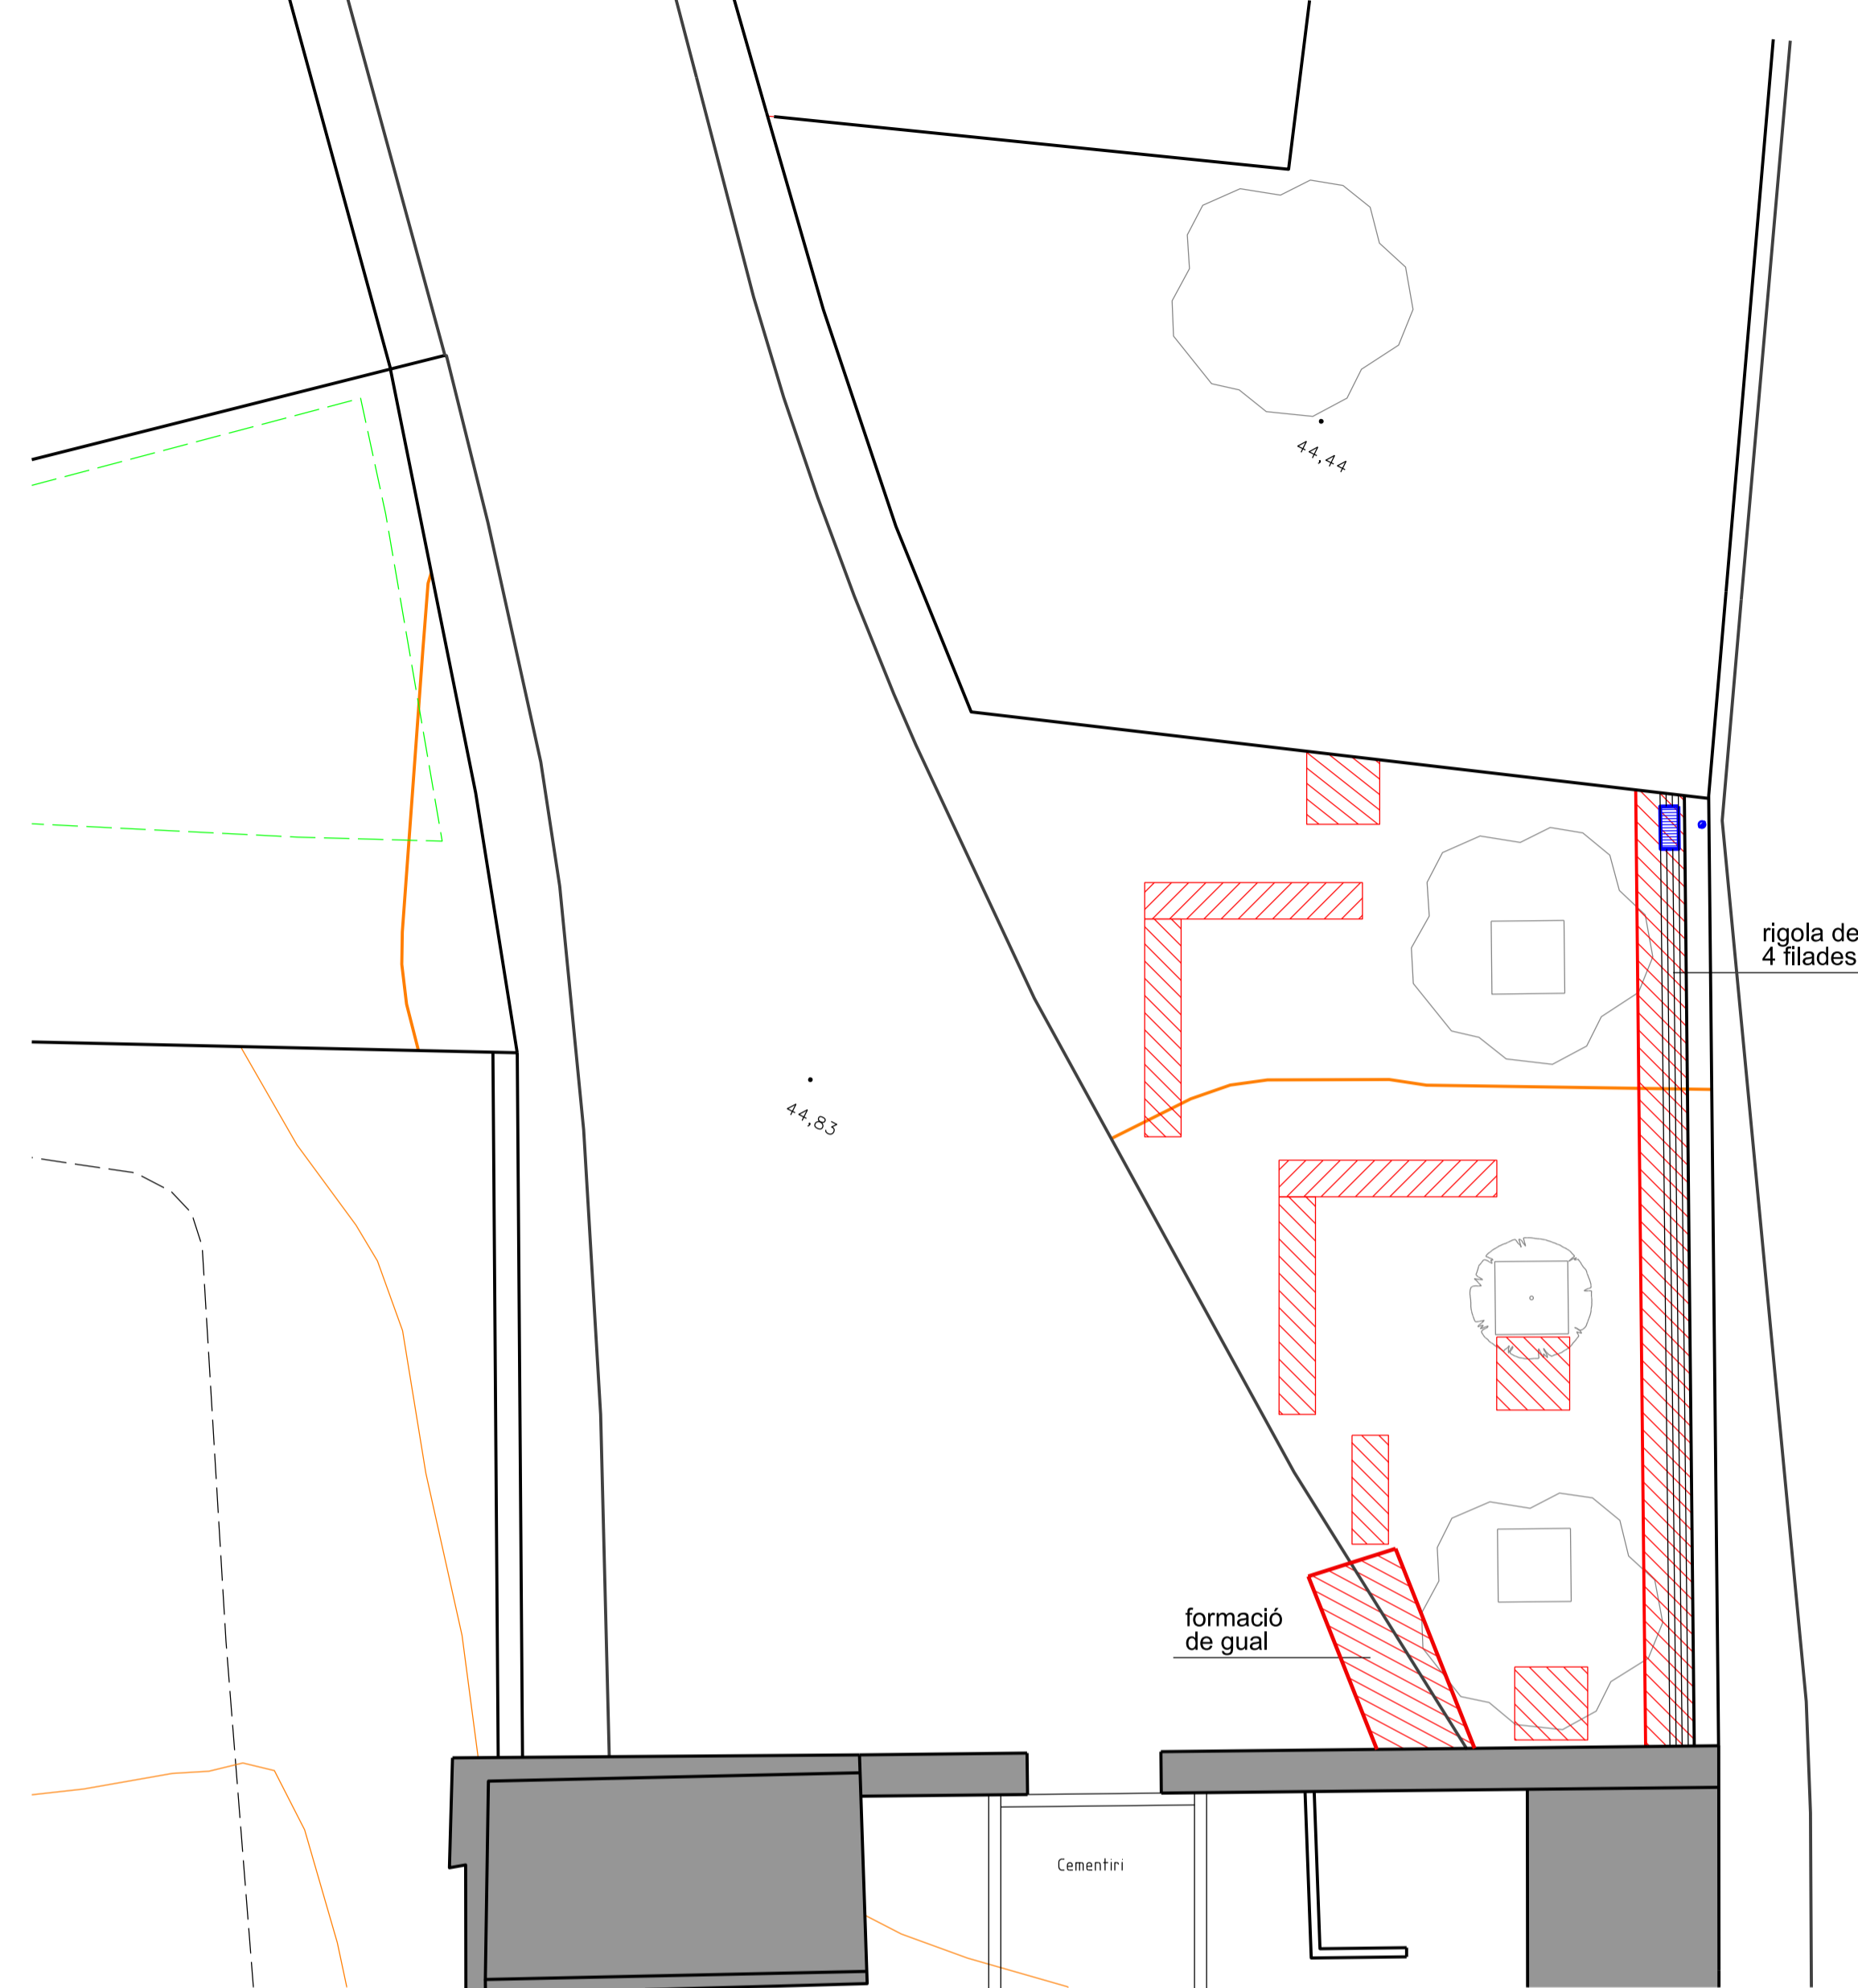 44,44
rigola de
4 filades
44,83
formació
de gual
Cementiri